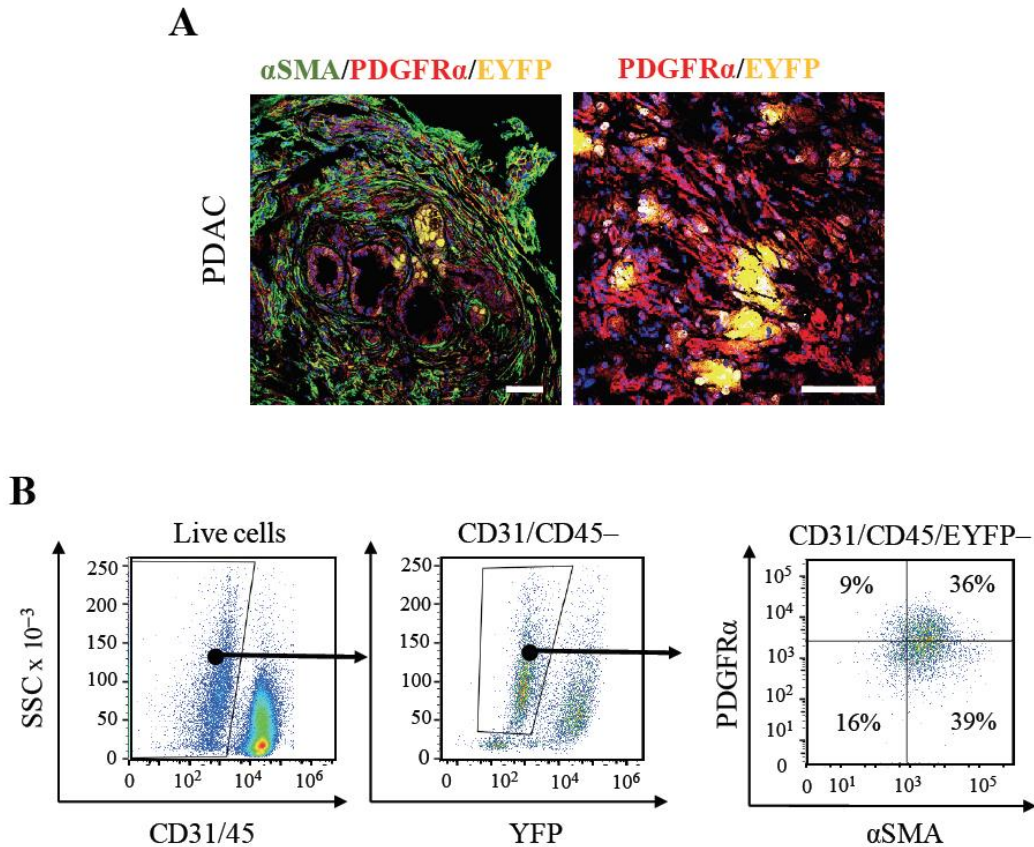 A
αSMA/PDGFRα/EYFP
PDGFRα/EYFP
PDAC
B
Live cells
CD31/CD45–
CD31/CD45/EYFP–
SSC x 10⁻³
250
200
150
100
50
0
0
10²
10⁴
10⁶
CD31/45
250
200
150
100
50
0
0
10²
10⁴
10⁶
YFP
PDGFRα
10⁵
10⁴
10³
10²
10¹
0
9%
36%
16%
39%
0
10¹
10³
10⁵
αSMA